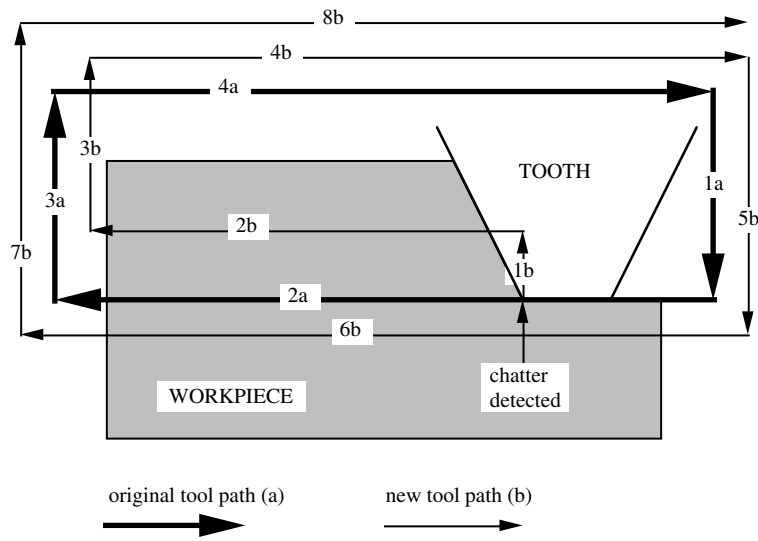 8b
4b
4a
3b
TOOTH
1a
3a
2b
5b
7b
1b
2a
6b
chatter
detected
WORKPIECE
original tool path (a)
new tool path (b)